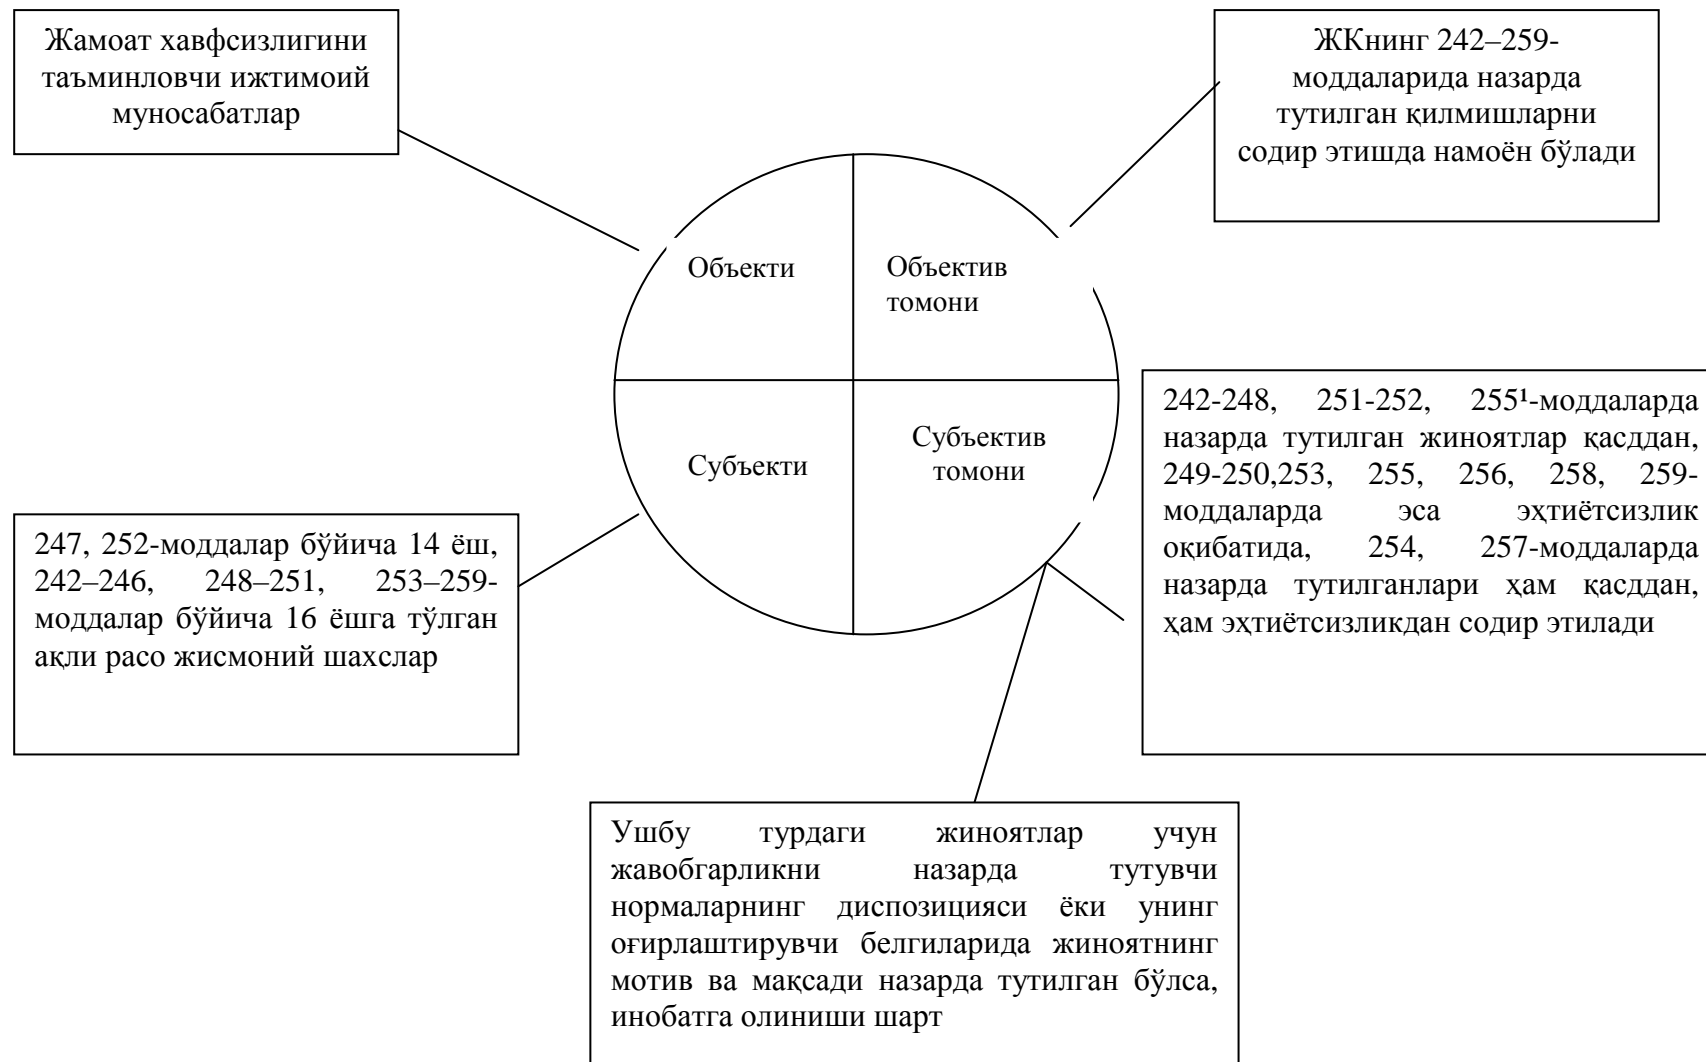 Жамоат хавфсизлигини
таъминловчи ижтимоий
муносабатлар
ЖКнинг 242–259-
моддаларида назарда
тутилган қилмишларни
содир этишда намоён бўлади
Объекти
Объектив
томони
Субъекти
Субъектив
томони
242-248, 251-252, 255¹-моддаларда
назарда тутилган жиноятлар қасддан,
249-250,253, 255, 256, 258, 259-
моддаларда эса эҳтиётсизлик
оқибатида, 254, 257-моддаларда
назарда тутилганлари ҳам қасддан,
ҳам эҳтиётсизликдан содир этилади
247, 252-моддалар бўйича 14 ёш,
242–246, 248–251, 253–259-
моддалар бўйича 16 ёшга тўлган
ақли расо жисмоний шахслар
Ушбу турдаги жиноятлар учун
жавобгарликни назарда тутувчи
нормаларнинг диспозицияси ёки унинг
оғирлаштирувчи белгиларида жиноятнинг
мотив ва мақсади назарда тутилган бўлса,
инобатга олиниши шарт